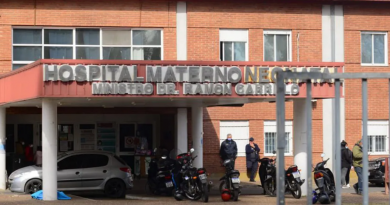 HOSPITAL MATERNO NEONATAL
MINISTRO DR. RAMON CARRILLO